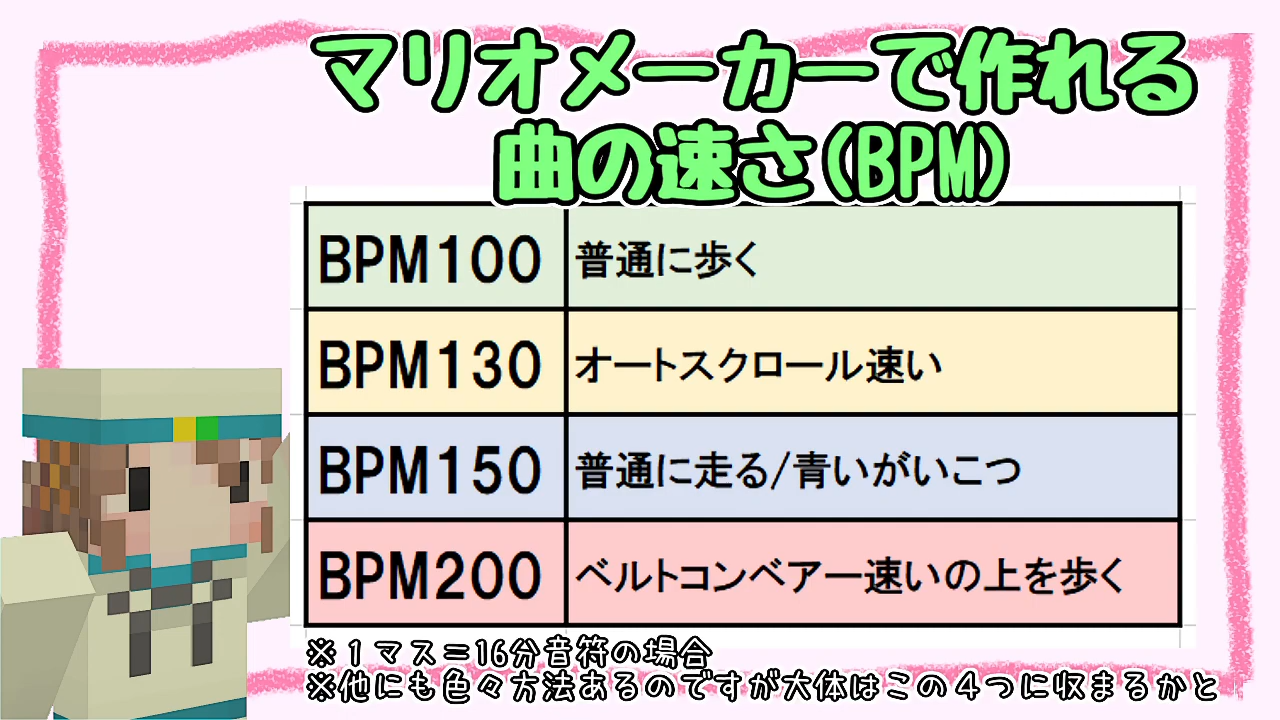 マリオメーカーで作れる
曲の速さ(BPM)
BPM100 普通に歩く
BPM130 オートスクロール速い
BPM150 普通に走る/青いがいこつ
BPM200 ベルトコンベアー速いの上を歩く
※１マス＝16分音符の場合
※他にも色々方法あるのですが大体はこの４つに収まるかと